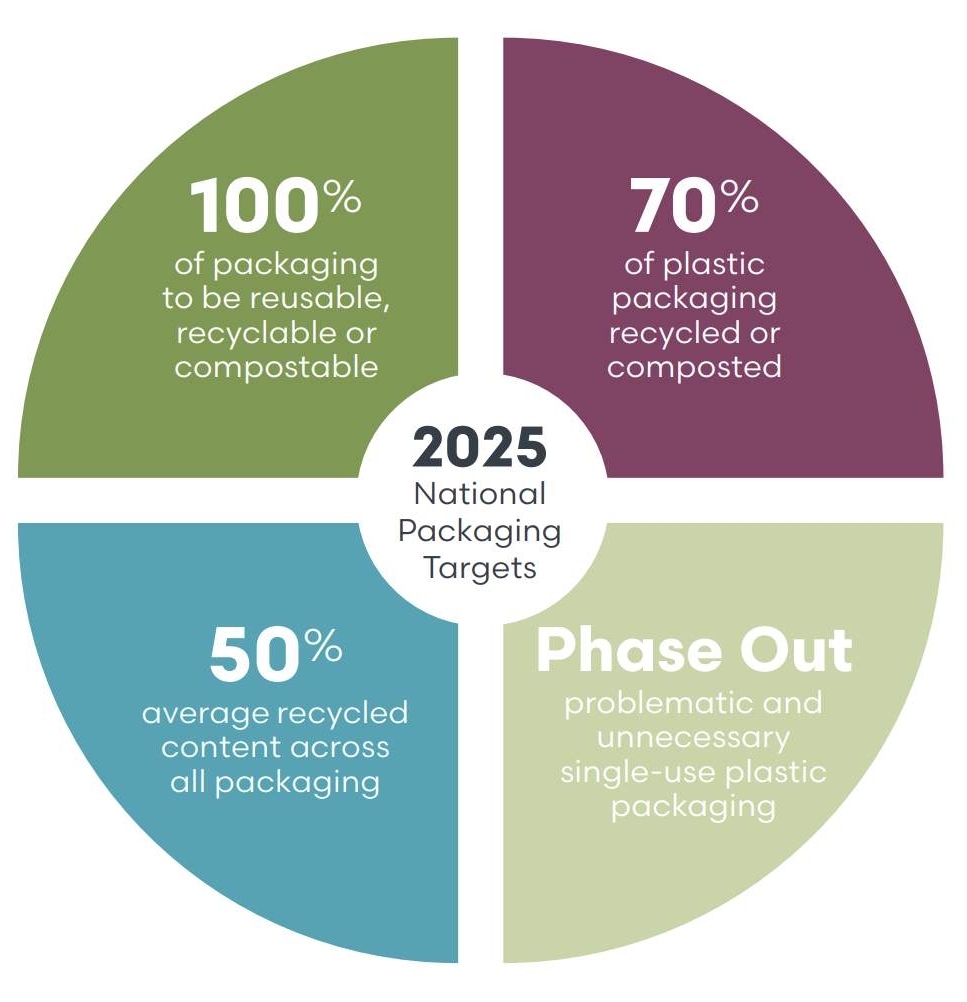 100%
of packaging
to be reusable,
recyclable or
compostable
70%
of plastic
packaging
recycled or
composted
2025
National
Packaging
Targets
50%
average recycled
content across
all packaging
Phase Out
problematic and
unnecessary
single-use plastic
packaging